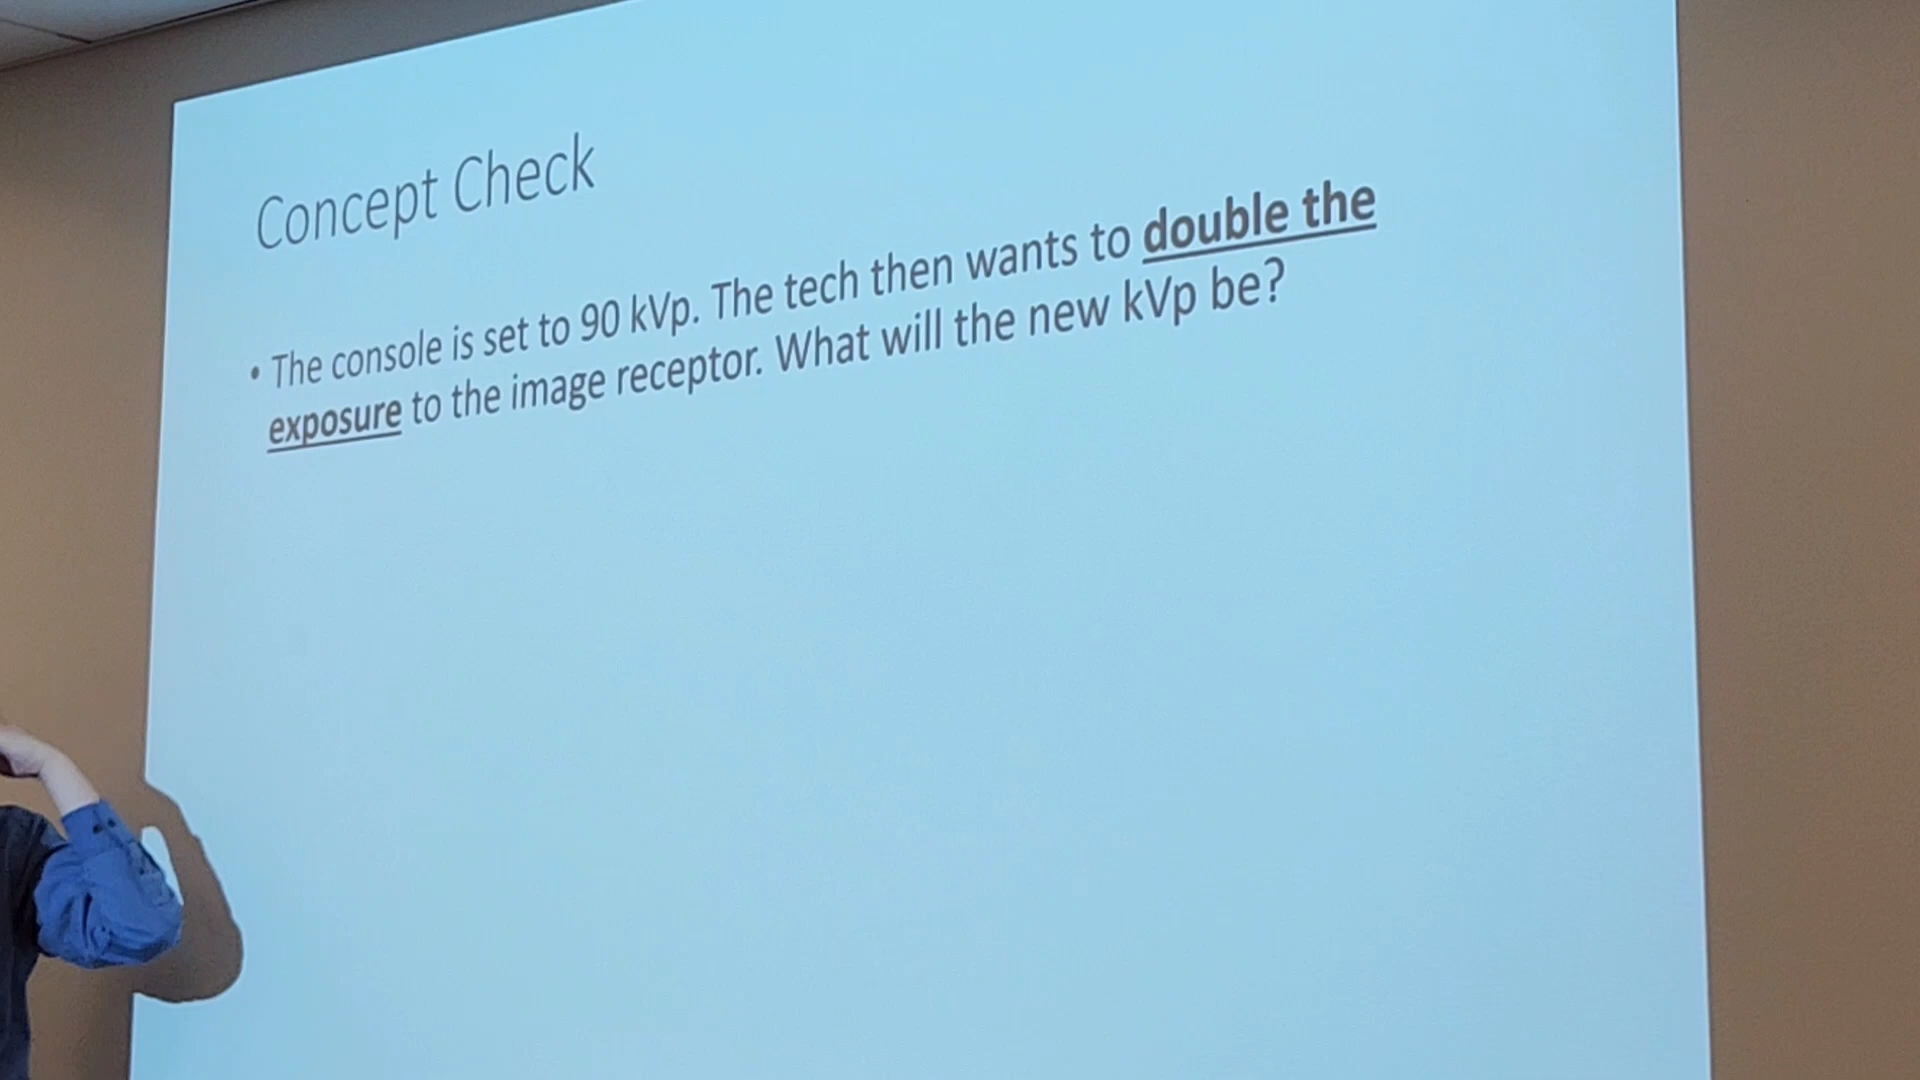 Concept Check
• The console is set to 90 kVp. The tech then wants to double the
exposure to the image receptor. What will the new kVp be?